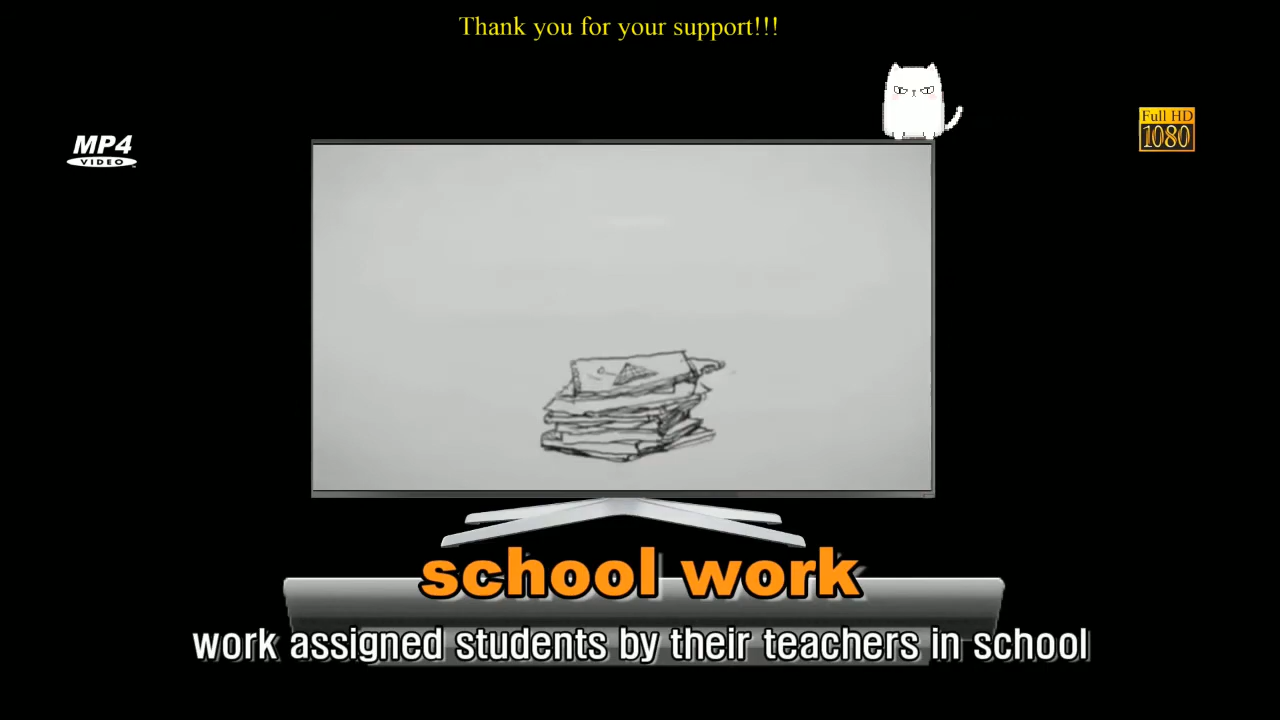 Thank you for your support!!!
MP4
VIDEO
Full HD
1080
school work
work assigned students by their teachers in school